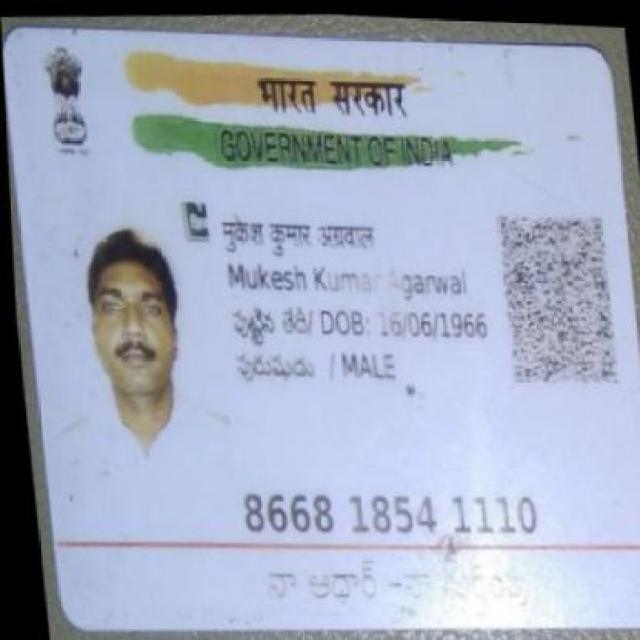 भारत सरकार
GOVERNMENT OF INDIA
मुकेश कुमार अग्रवाल
Mukesh Kumar Agarwal
పుట్టిన తేదీ/ DOB: 16/06/1966
పురుషుడు / MALE
8668 1854 1110
నా ఆధార్ -నా